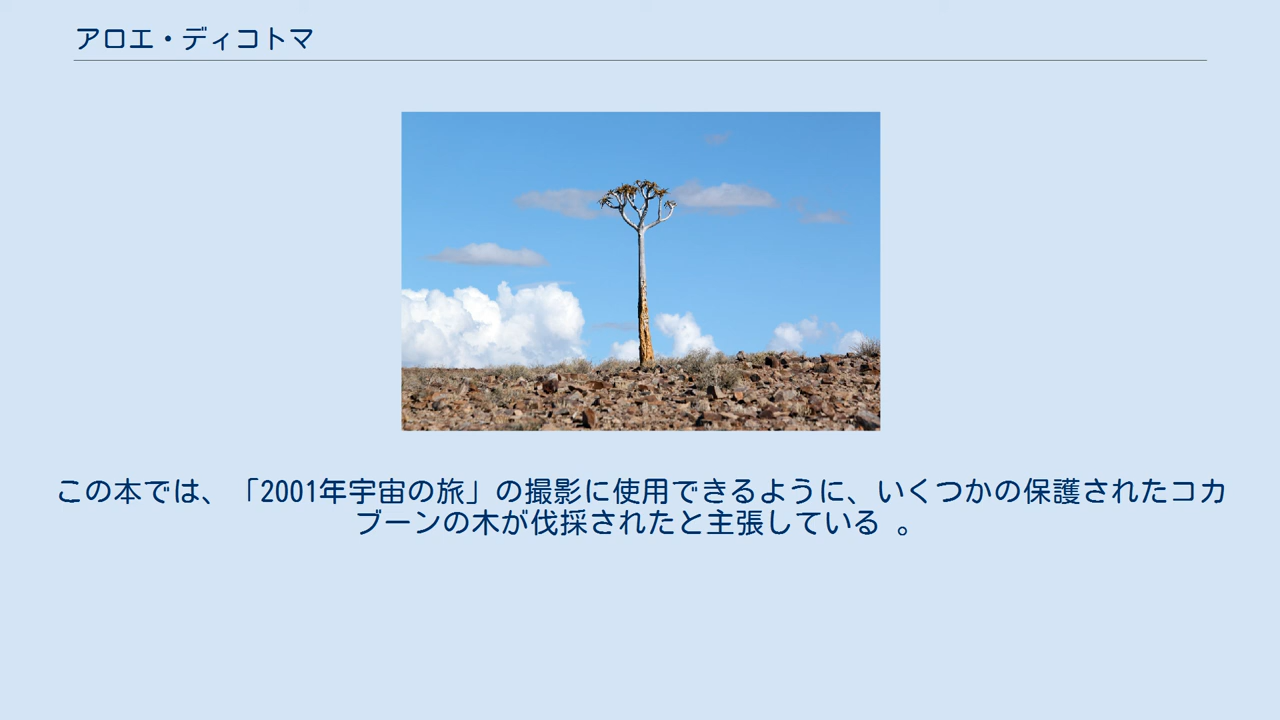 アロエ・ディコトマ
この本では、「2001年宇宙の旅」の撮影に使用できるように、いくつかの保護されたコカ
ブーンの木が伐採されたと主張している 。